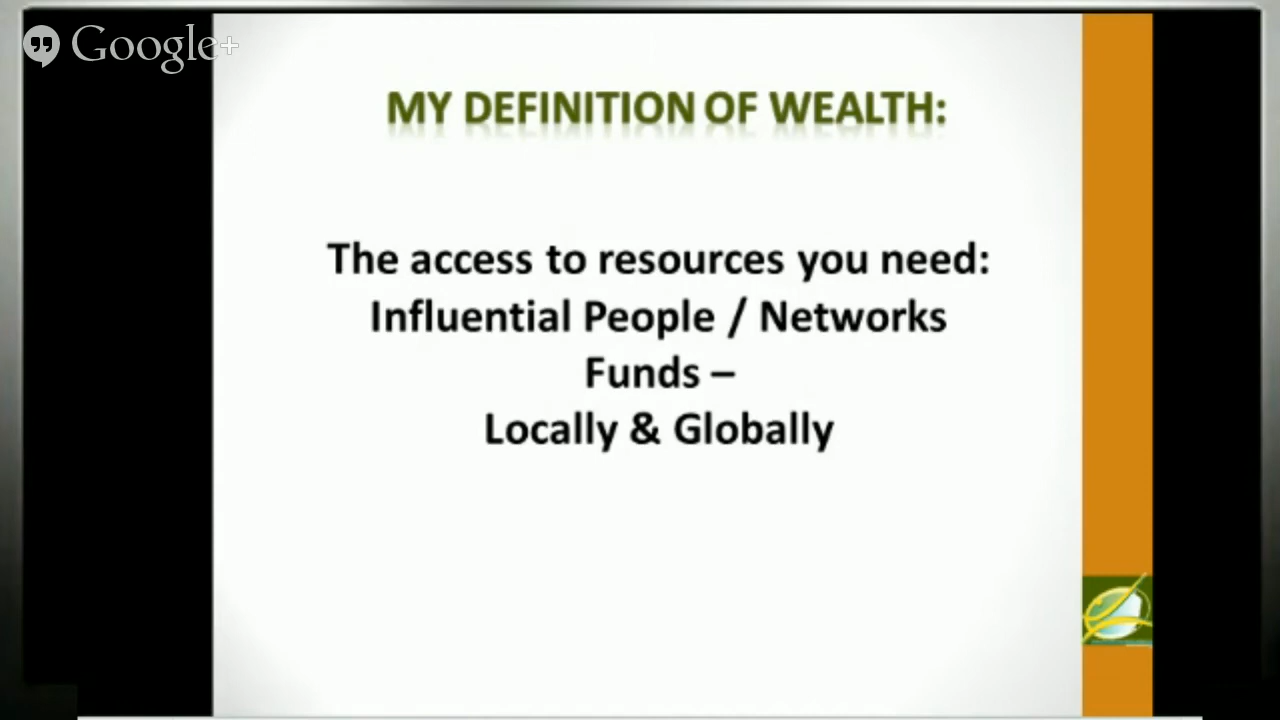 Google+
MY DEFINITION OF WEALTH:
The access to resources you need:
Influential People / Networks
Funds –
Locally & Globally